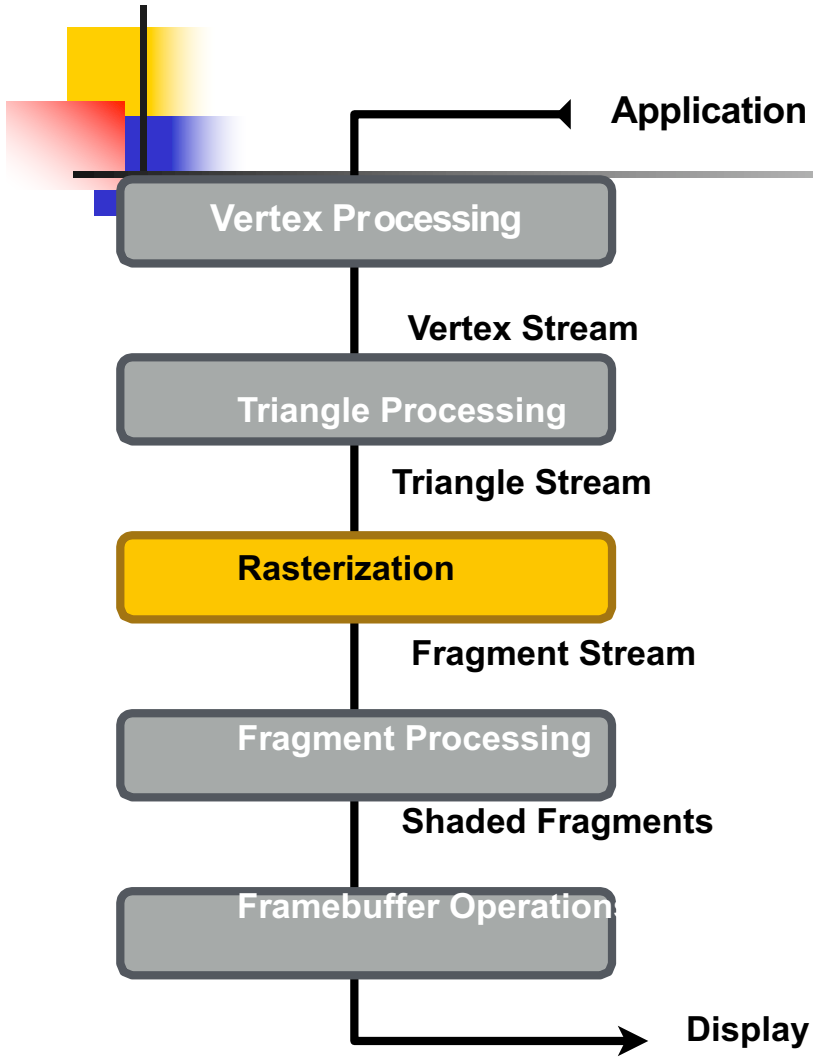 Application
Vertex Processing
Vertex Stream
Triangle Processing
Triangle Stream
Rasterization
Fragment Stream
Fragment Processing
Shaded Fragments
Framebuffer Operations
Display